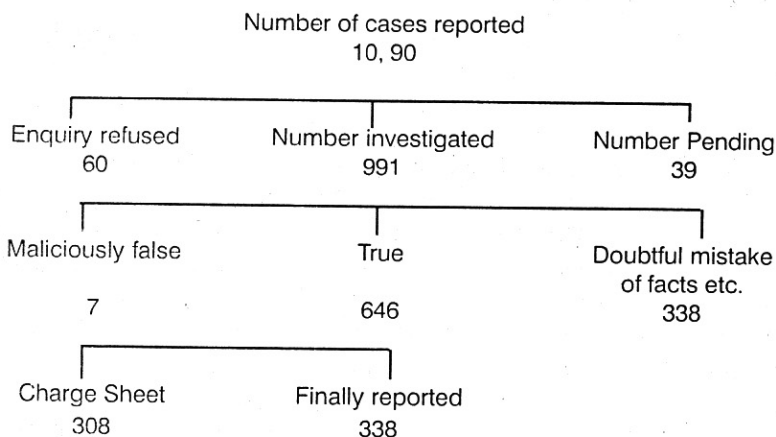 Number of cases reported
10, 90
Enquiry refused Number investigated Number Pending
60 991 39
Maliciously false True Doubtful mistake
of facts etc.
7 646 338
Charge Sheet Finally reported
308 338